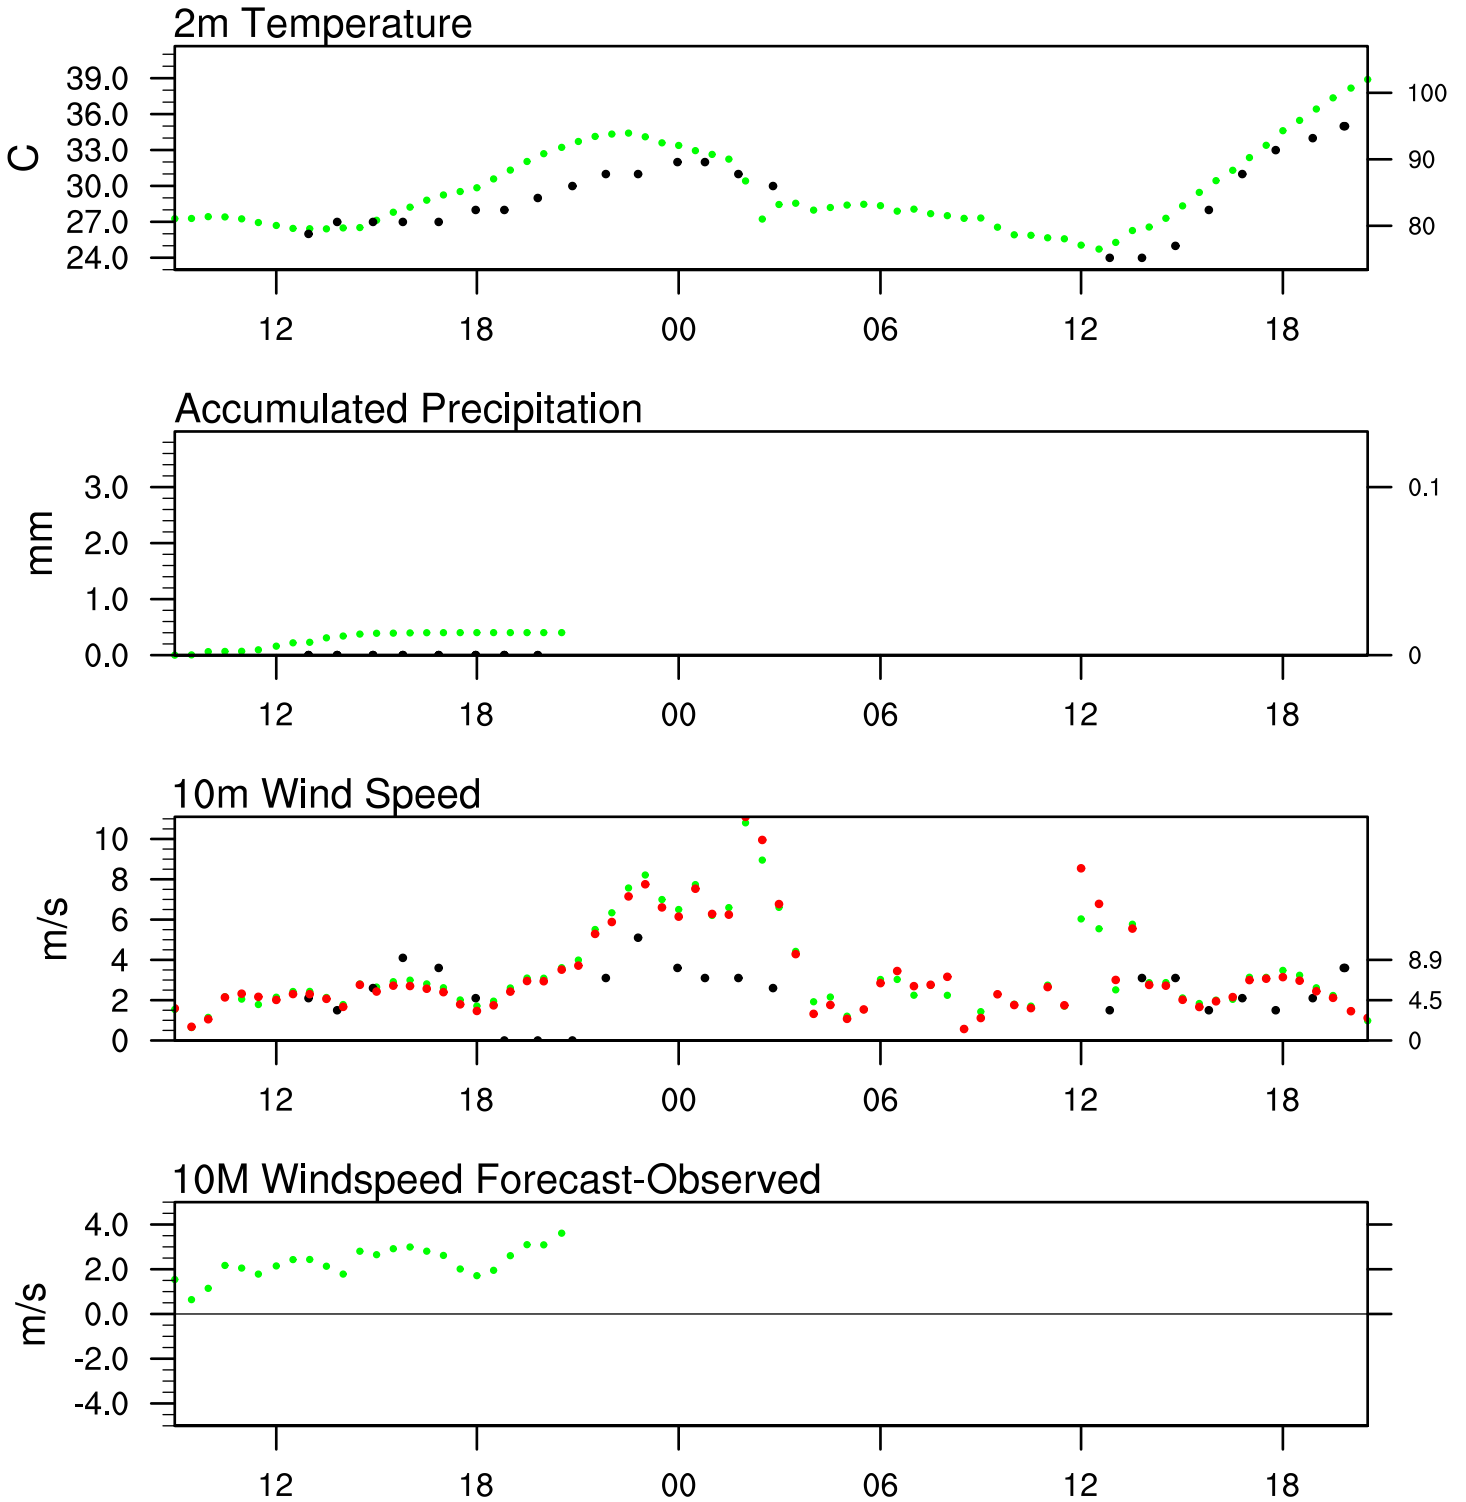 2m Temperature
39.0
36.0
33.0
30.0
27.0
24.0
C
100
90
80
12 18 00 06 12 18
Accumulated Precipitation
3.0
2.0
1.0
0.0
mm
0.1
0
12 18 00 06 12 18
10m Wind Speed
10
8
6
4
2
0
m/s
8.9
4.5
0
12 18 00 06 12 18
10M Windspeed Forecast-Observed
4.0
2.0
0.0
-2.0
-4.0
m/s
12 18 00 06 12 18